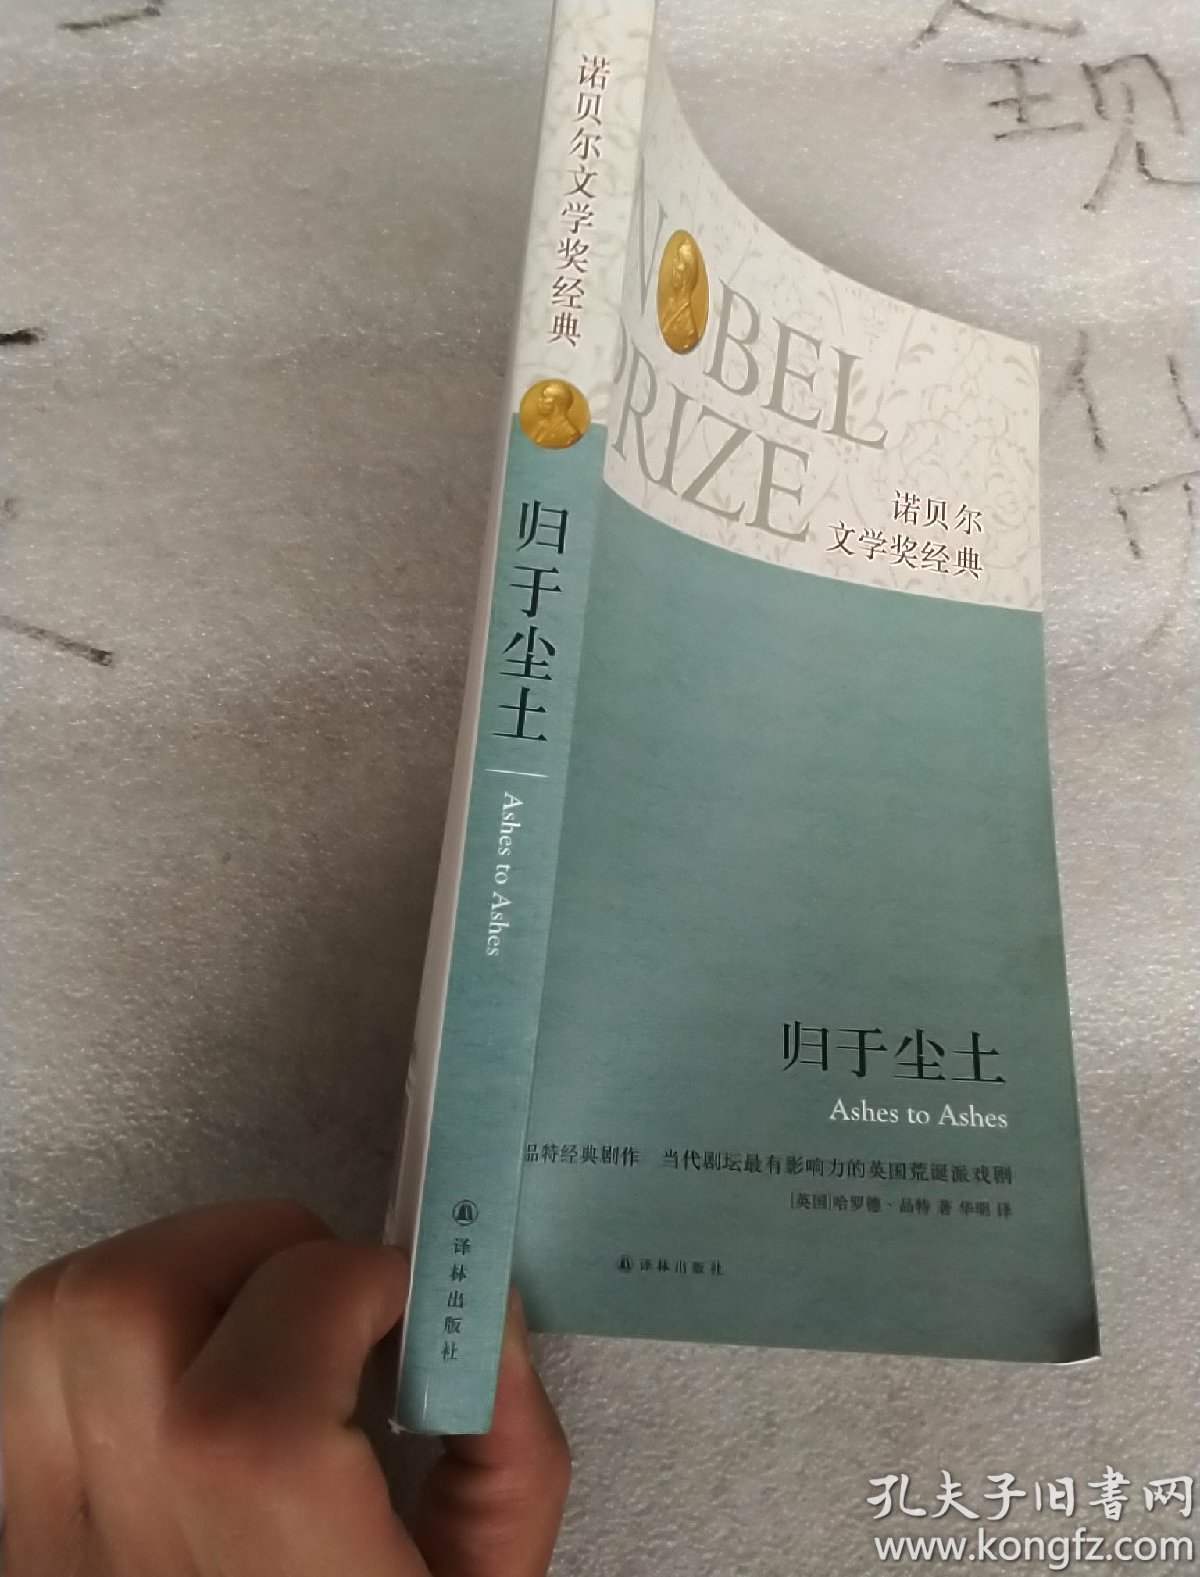 诺贝尔文学奖经典
归于尘土
Ashes to Ashes
译林出版社
NOBEL
PRIZE
诺贝尔
文学奖经典
归于尘土
Ashes to Ashes
品特经典剧作 当代剧坛最有影响力的英国荒诞派戏剧
[英国]哈罗德·品特 著 华明 译
译林出版社
现
孔夫子旧書网
www.kongfz.com